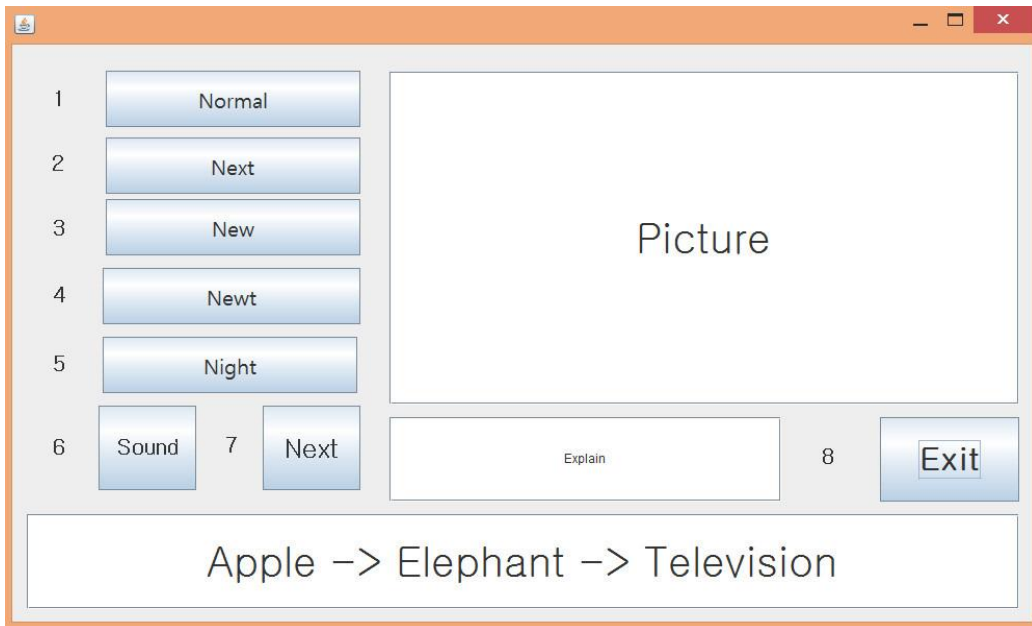 1 Normal
2 Next
3 New
4 Newt
5 Night
6 Sound 7 Next
Picture
Explain
8 Exit
Apple -> Elephant -> Television